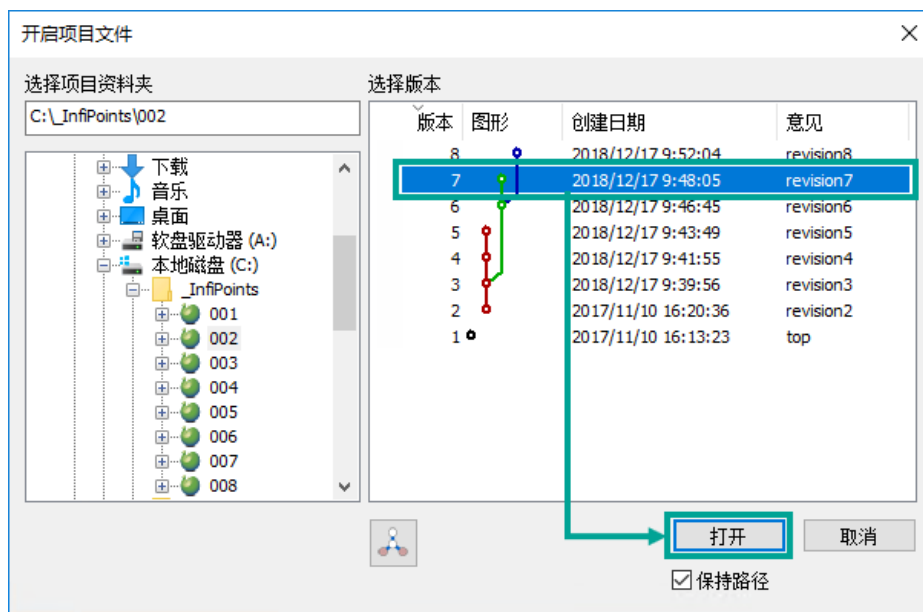 开启项目文件
选择项目资料夹
C:\_InfiPoints\002
下载
音乐
桌面
软盘驱动器 (A:)
本地磁盘 (C:)
_InfiPoints
001
002
003
004
005
006
007
008
选择版本
版本 图形 创建日期 意见
8 2018/12/17 9:52:04 revision8
7 2018/12/17 9:48:05 revision7
6 2018/12/17 9:46:45 revision6
5 2018/12/17 9:43:49 revision5
4 2018/12/17 9:41:55 revision4
3 2018/12/17 9:39:56 revision3
2 2017/11/10 16:20:36 revision2
1 2017/11/10 16:13:23 top
打开 取消
保持路径